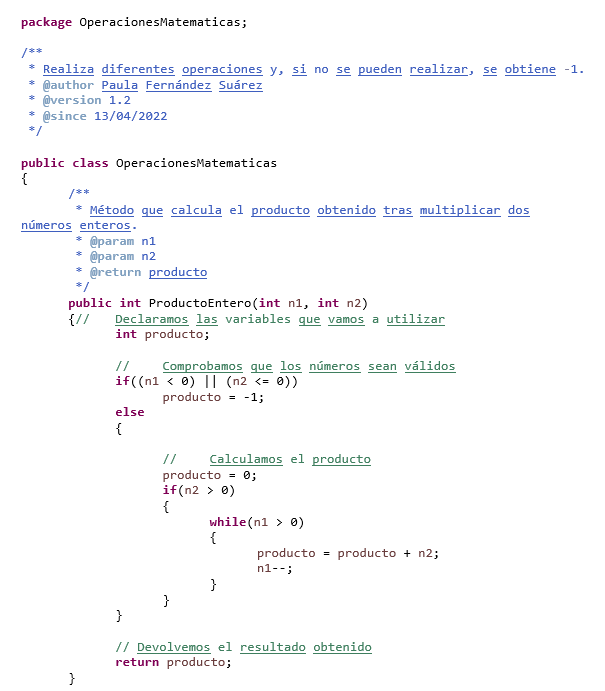 package OperacionesMatematicas;
/**
* Realiza diferentes operaciones y, si no se pueden realizar, se obtiene -1.
* @author Paula Fernández Suárez
* @version 1.2
* @since 13/04/2022
*/
public class OperacionesMatematicas
{
/**
* Método que calcula el producto obtenido tras multiplicar dos
números enteros.
* @param n1
* @param n2
* @return producto
*/
public int ProductoEntero(int n1, int n2)
{// Declaramos las variables que vamos a utilizar
int producto;
// Comprobamos que los números sean válidos
if((n1 < 0) || (n2 <= 0))
producto = -1;
else
{
// Calculamos el producto
producto = 0;
if(n2 > 0)
{
while(n1 > 0)
{
producto = producto + n2;
n1--;
}
}
}
// Devolvemos el resultado obtenido
return producto;
}